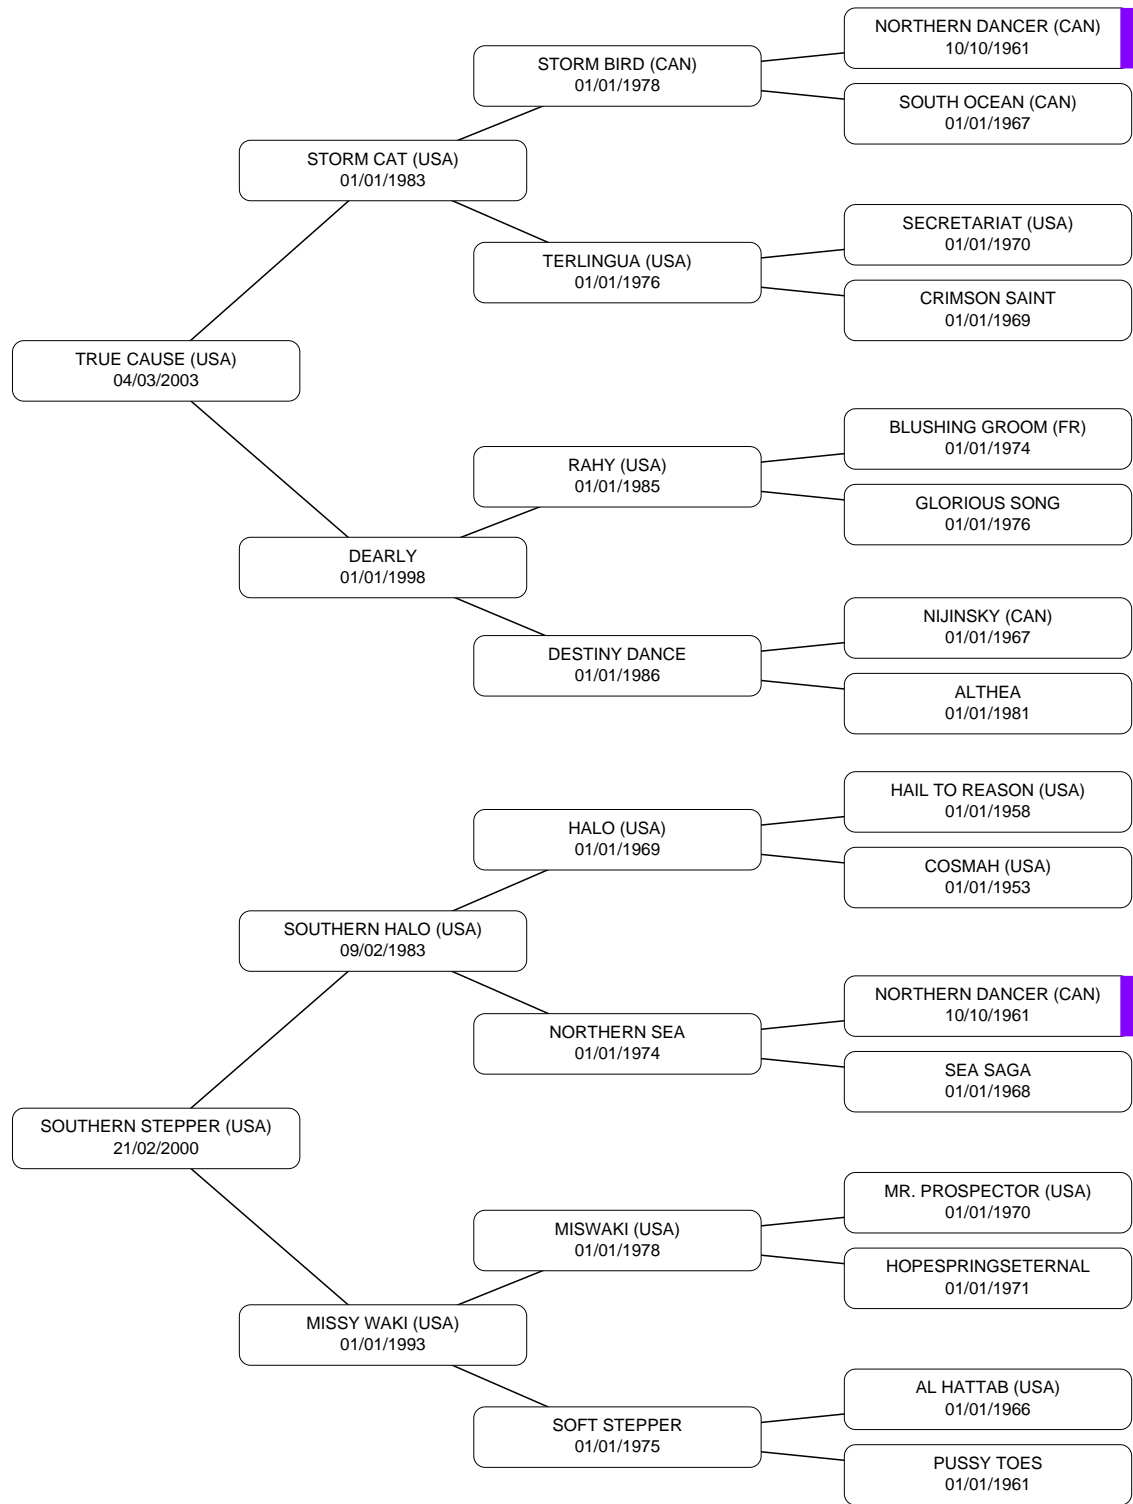 NORTHERN DANCER (CAN)
10/10/1961
STORM BIRD (CAN)
01/01/1978
SOUTH OCEAN (CAN)
01/01/1967
STORM CAT (USA)
01/01/1983
SECRETARIAT (USA)
01/01/1970
TERLINGUA (USA)
01/01/1976
CRIMSON SAINT
01/01/1969
TRUE CAUSE (USA)
04/03/2003
BLUSHING GROOM (FR)
01/01/1974
RAHY (USA)
01/01/1985
GLORIOUS SONG
01/01/1976
DEARLY
01/01/1998
NIJINSKY (CAN)
01/01/1967
DESTINY DANCE
01/01/1986
ALTHEA
01/01/1981
HAIL TO REASON (USA)
01/01/1958
HALO (USA)
01/01/1969
COSMAH (USA)
01/01/1953
SOUTHERN HALO (USA)
09/02/1983
NORTHERN DANCER (CAN)
10/10/1961
NORTHERN SEA
01/01/1974
SEA SAGA
01/01/1968
SOUTHERN STEPPER (USA)
21/02/2000
MR. PROSPECTOR (USA)
01/01/1970
MISWAKI (USA)
01/01/1978
HOPESPRINGSETERNAL
01/01/1971
MISSY WAKI (USA)
01/01/1993
AL HATTAB (USA)
01/01/1966
SOFT STEPPER
01/01/1975
PUSSY TOES
01/01/1961